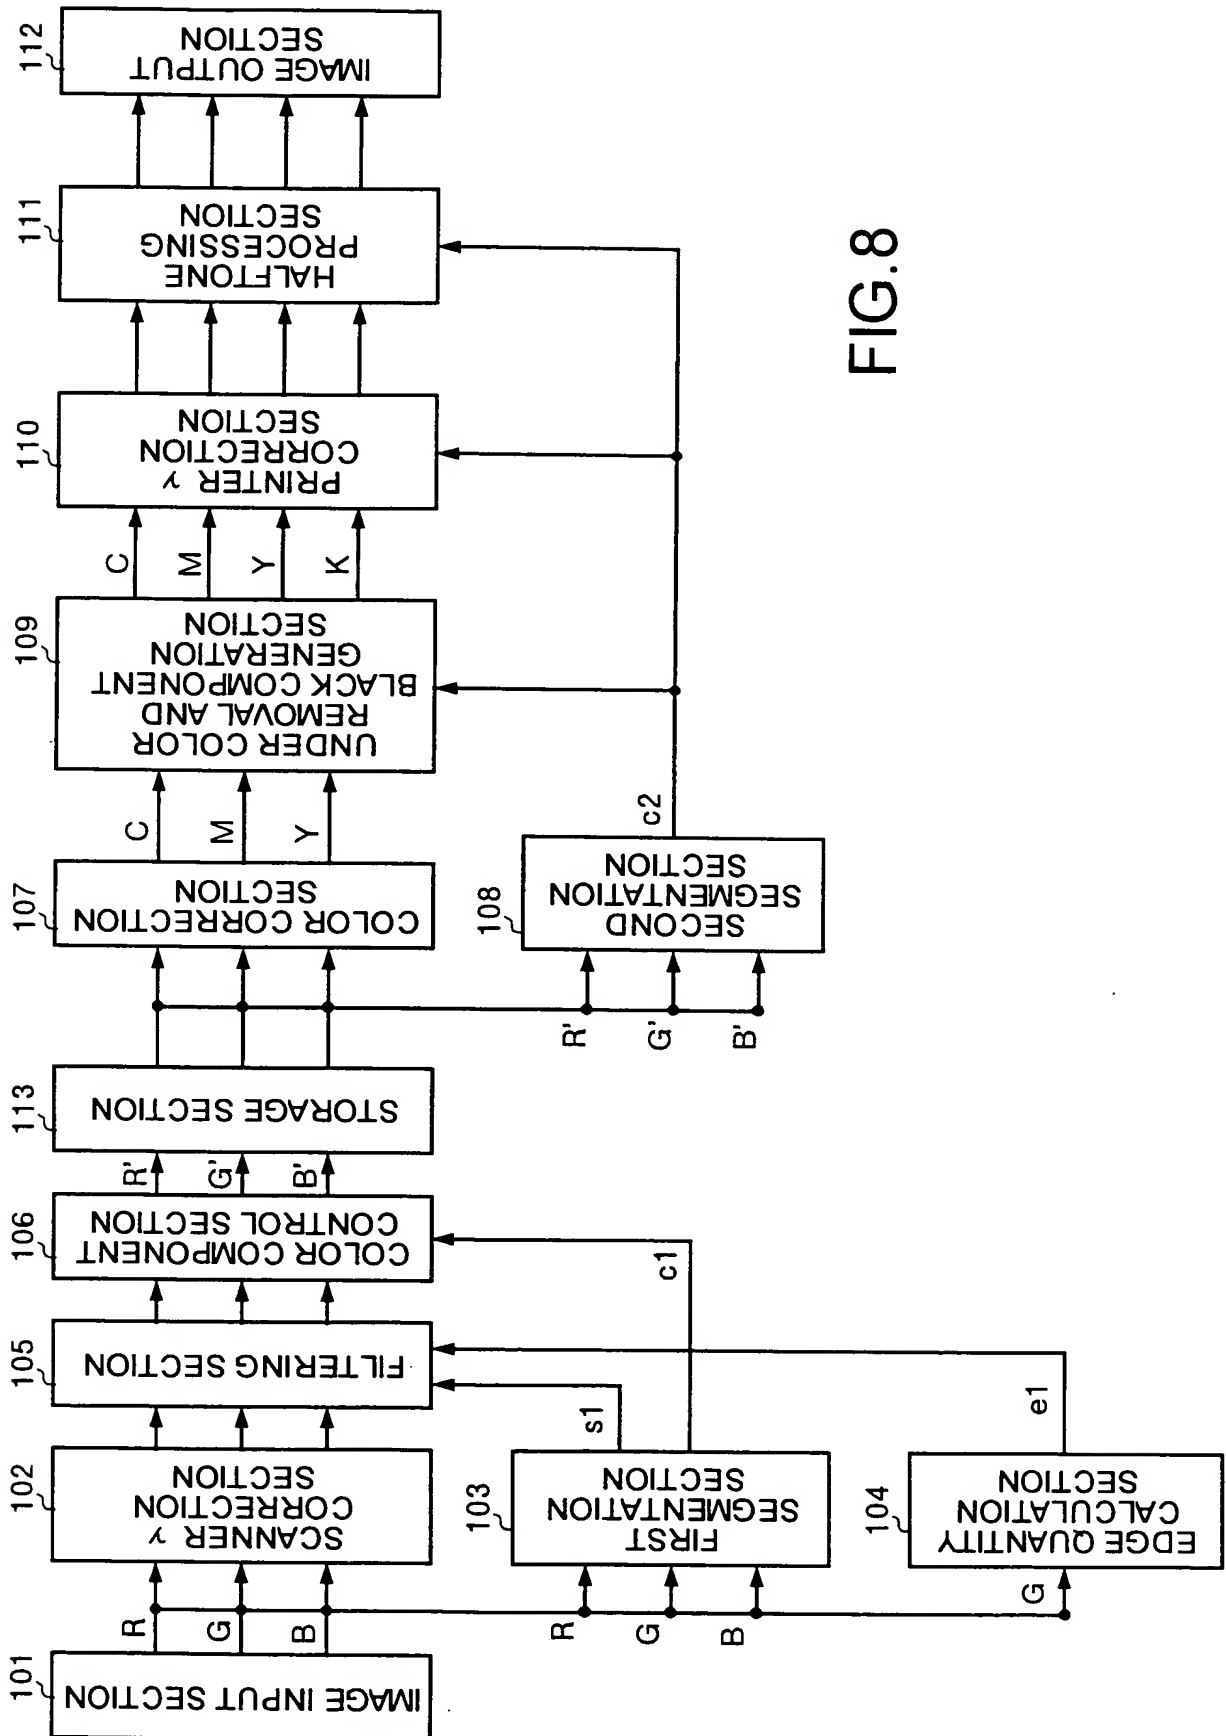 101
IMAGE INPUT SECTION
R
G
B
102
SCANNER γ
CORRECTION
SECTION
R
G
B
103
FIRST
SEGMENTATION
SECTION
G
104
EDGE QUANTITY
CALCULATION
SECTION
s1
c1
e1
105
FILTERING SECTION
106
COLOR COMPONENT
CONTROL SECTION
R'
G'
B'
113
STORAGE SECTION
R'
G'
B'
107
COLOR CORRECTION
SECTION
108
SECOND
SEGMENTATION
SECTION
c2
C
M
Y
109
UNDER COLOR
REMOVAL AND
BLACK COMPONENT
GENERATION
SECTION
C
M
Y
K
110
PRINTER γ
CORRECTION
SECTION
111
HALFTONE
PROCESSING
SECTION
112
IMAGE OUTPUT
SECTION
FIG.8